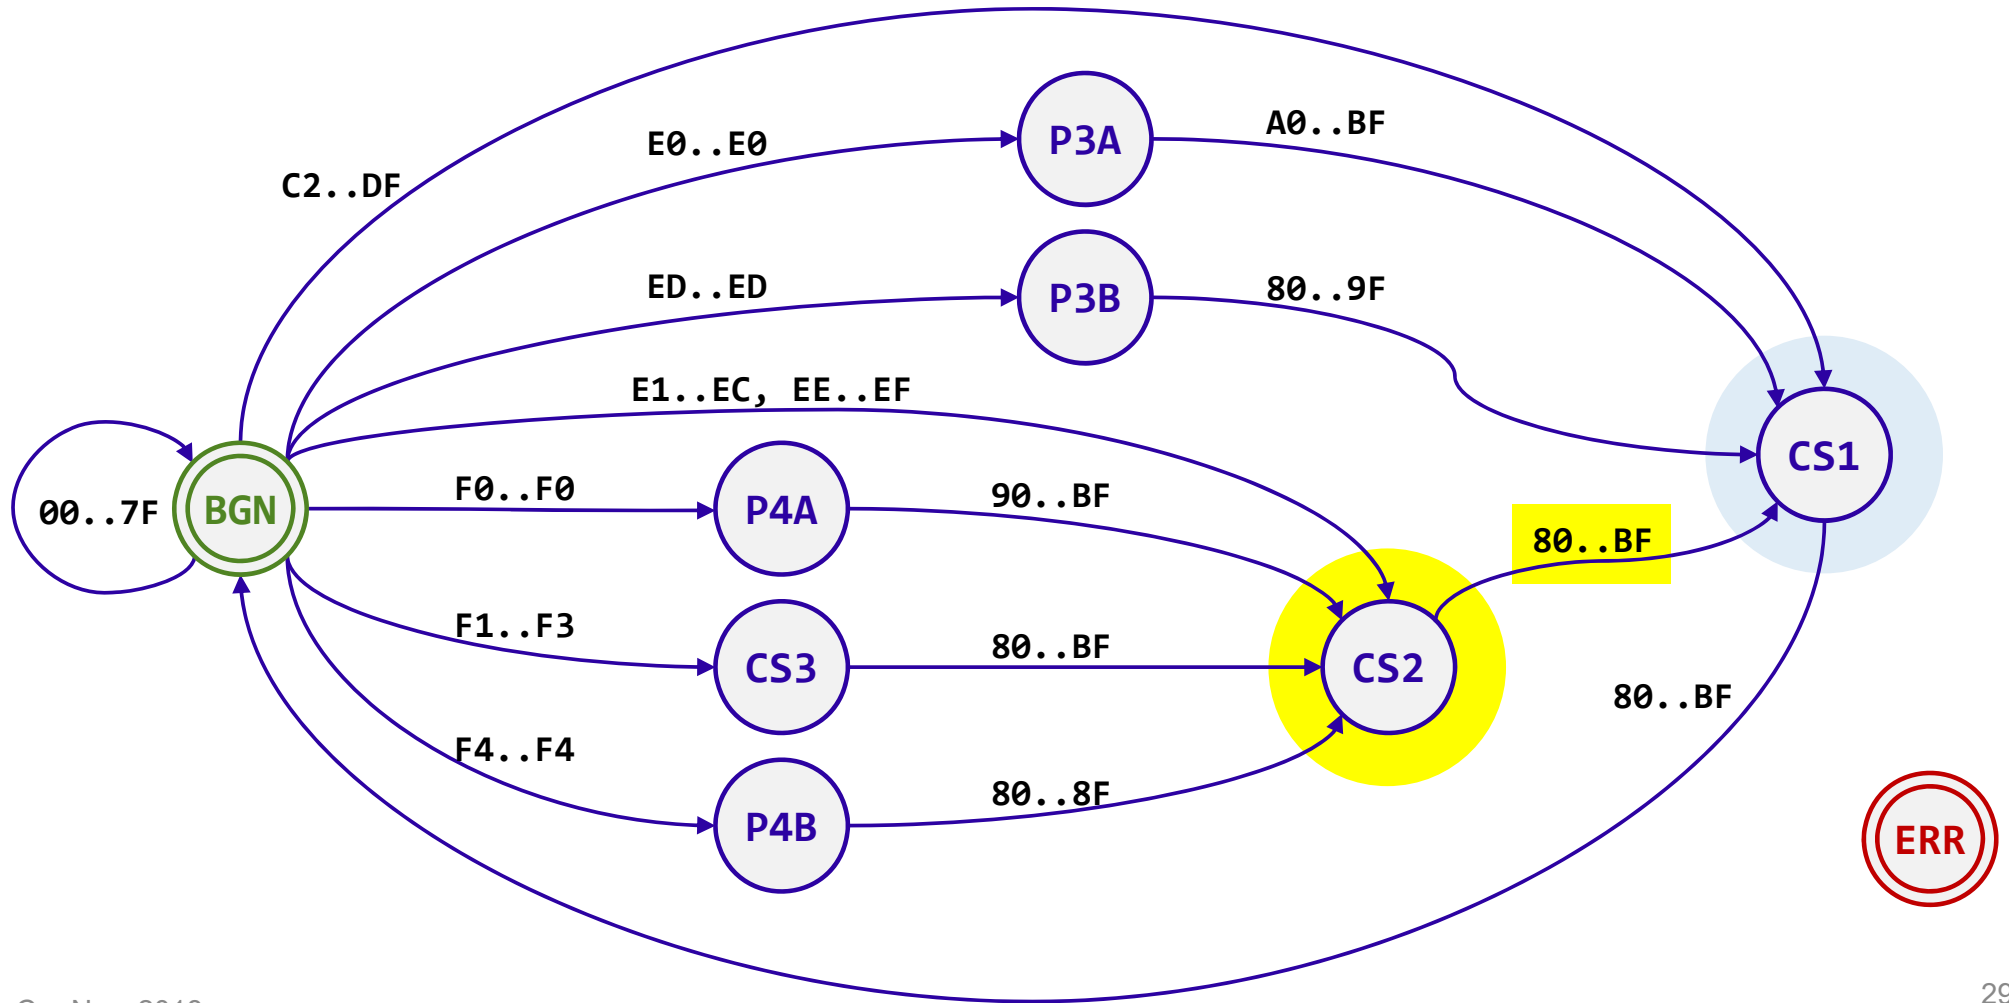 P3A
A0..BF
E0..E0
C2..DF
ED..ED
P3B
80..9F
E1..EC, EE..EF
CS1
00..7F
BGN
F0..F0
P4A
90..BF
80..BF
F1..F3
CS3
80..BF
CS2
80..BF
F4..F4
P4B
80..8F
ERR
29